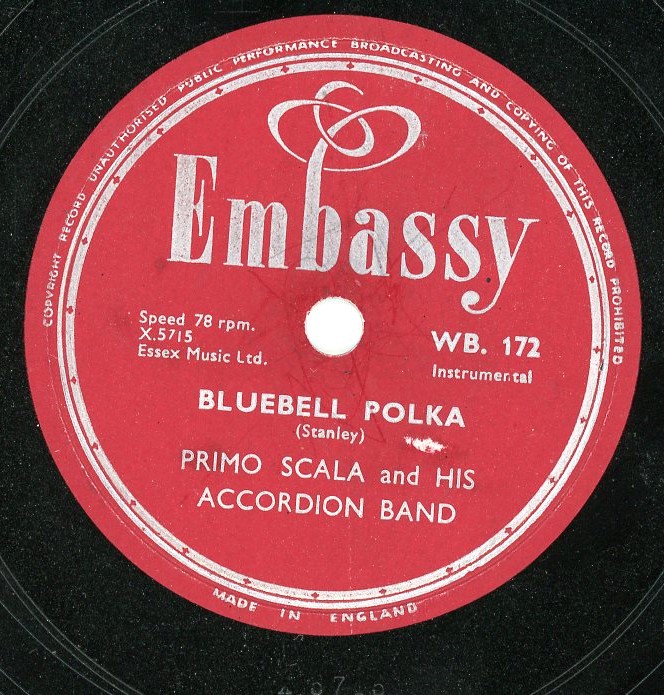 COPYRIGHT RECORD UNAUTHORISED PUBLIC PERFORMANCE BROADCASTING AND COPYING OF THIS RECORD PROHIBITED
Embassy
Speed 78 rpm.
X.5715
Essex Music Ltd.
WB. 172
Instrumental
BLUEBELL POLKA
(Stanley)
PRIMO SCALA and HIS
ACCORDION BAND
MADE IN ENGLAND